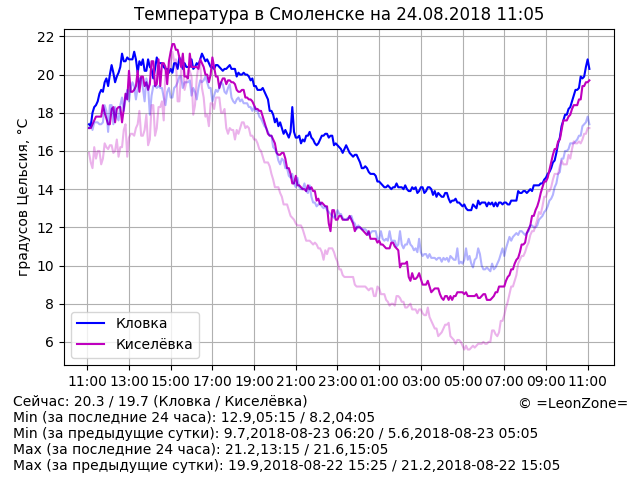 Температура в Смоленске на 24.08.2018 11:05
градусов Цельсия, °C
22
20
18
16
14
12
10
8
6
Кловка
Киселёвка
11:00 13:00 15:00 17:00 19:00 21:00 23:00 01:00 03:00 05:00 07:00 09:00 11:00
Сейчас: 20.3 / 19.7 (Кловка / Киселёвка)
© =LeonZone=
Min (за последние 24 часа): 12.9,05:15 / 8.2,04:05
Min (за предыдущие сутки): 9.7,2018-08-23 06:20 / 5.6,2018-08-23 05:05
Max (за последние 24 часа): 21.2,13:15 / 21.6,15:05
Max (за предыдущие сутки): 19.9,2018-08-22 15:25 / 21.2,2018-08-22 15:05